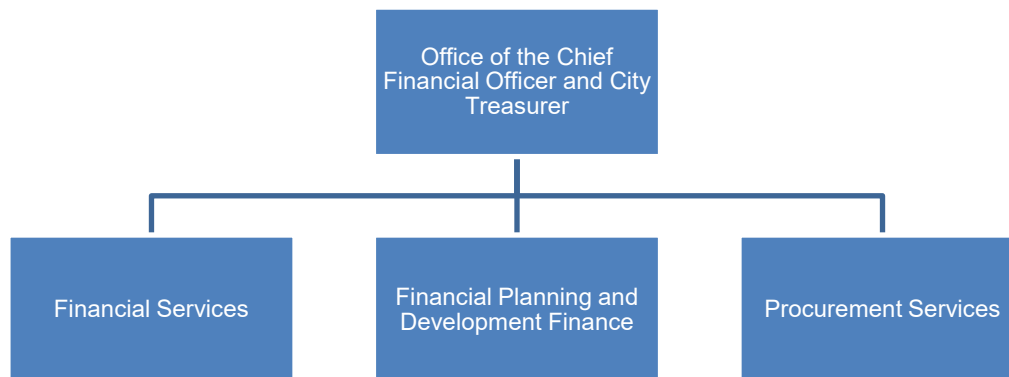 Office of the Chief
Financial Officer and City
Treasurer
Financial Services
Financial Planning and
Development Finance
Procurement Services